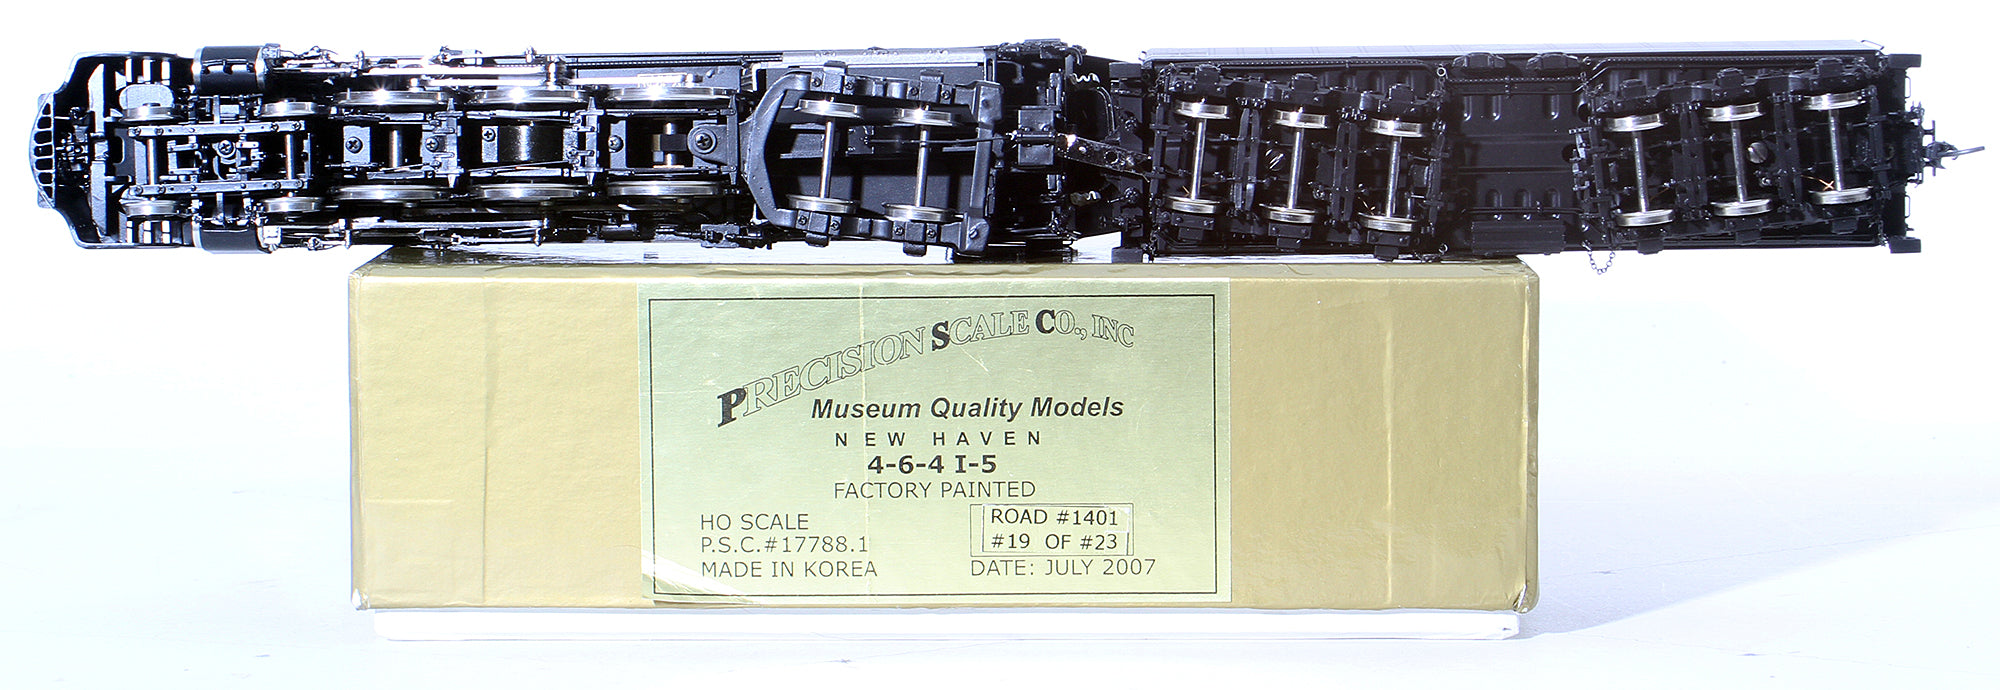 PRECISION SCALE CO., INC
Museum Quality Models
NEW HAVEN
4-6-4 I-5
FACTORY PAINTED
HO SCALE
P.S.C.#17788.1
MADE IN KOREA
ROAD #1401
#19 OF #23
DATE: JULY 2007